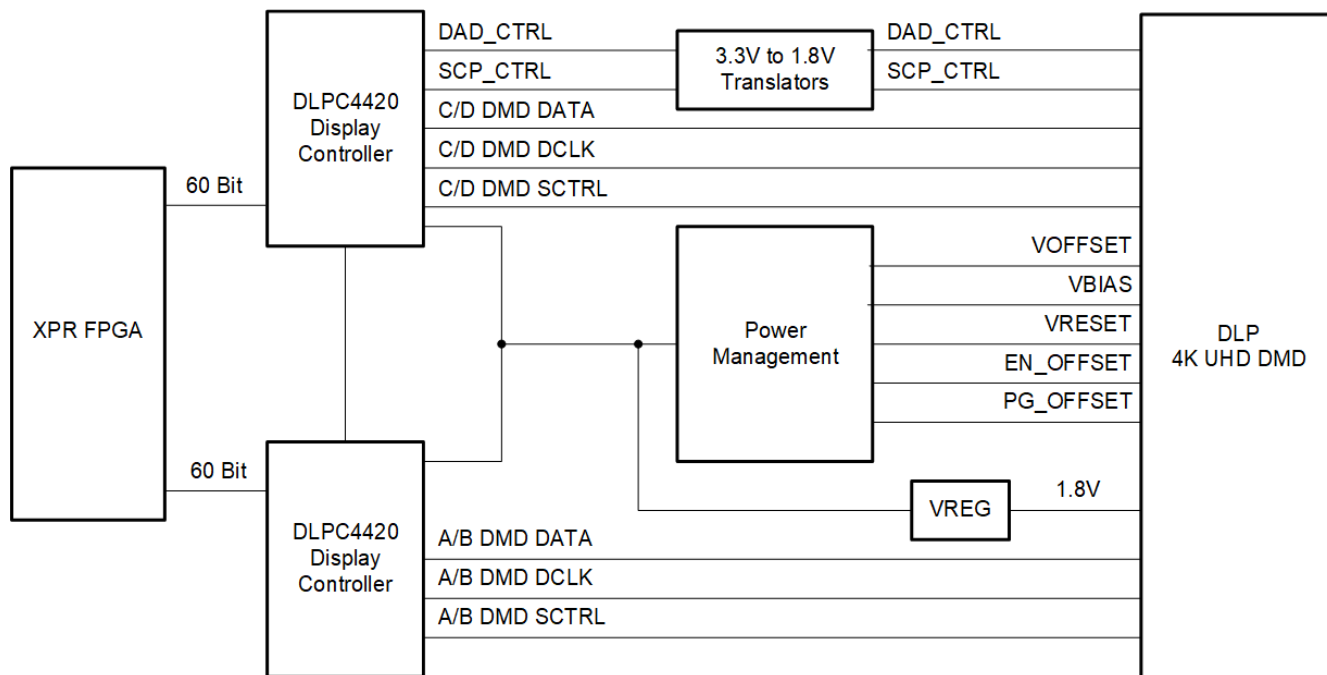 DAD_CTRL
SCP_CTRL
C/D DMD DATA
C/D DMD DCLK
C/D DMD SCTRL
DLPC4420
Display
Controller
3.3V to 1.8V
Translators
DAD_CTRL
SCP_CTRL
60 Bit
XPR FPGA
60 Bit
Power
Management
VOFFSET
VBIAS
VRESET
EN_OFFSET
PG_OFFSET
DLP
4K UHD DMD
VREG
1.8V
DLPC4420
Display
Controller
A/B DMD DATA
A/B DMD DCLK
A/B DMD SCTRL